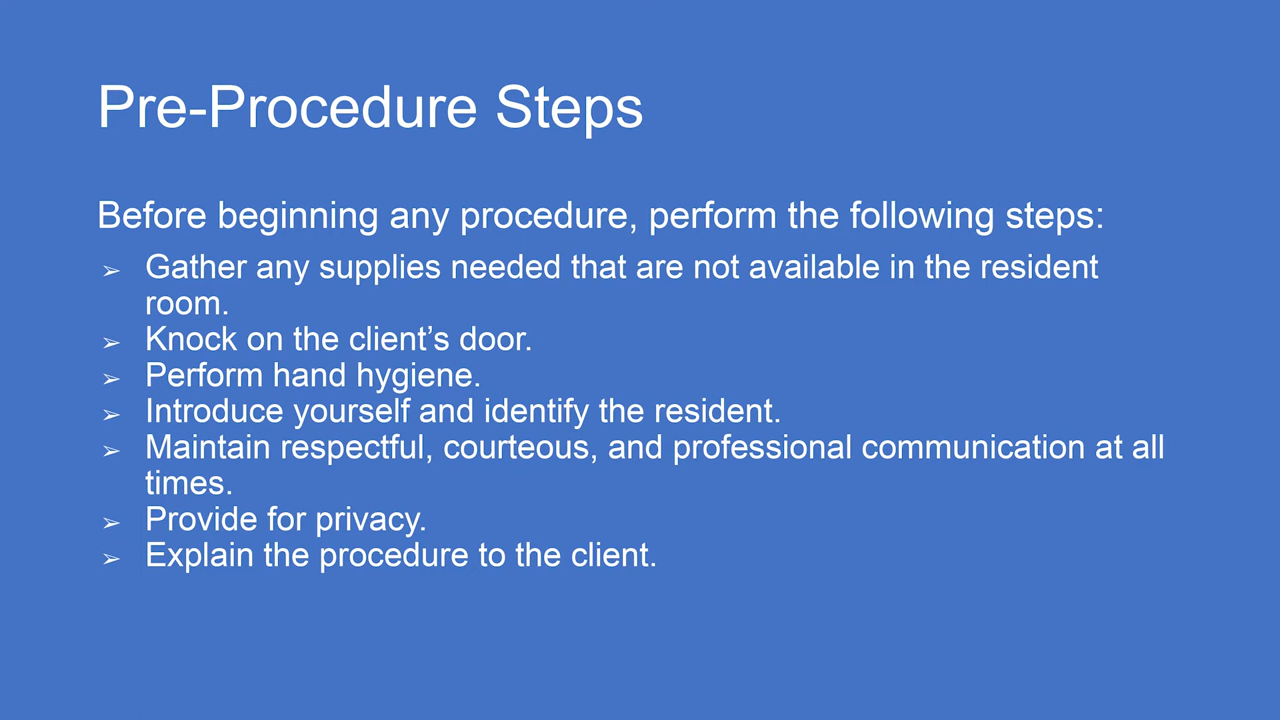 Pre-Procedure Steps
Before beginning any procedure, perform the following steps:
➢ Gather any supplies needed that are not available in the resident
room.
➢ Knock on the client’s door.
➢ Perform hand hygiene.
➢ Introduce yourself and identify the resident.
➢ Maintain respectful, courteous, and professional communication at all
times.
➢ Provide for privacy.
➢ Explain the procedure to the client.